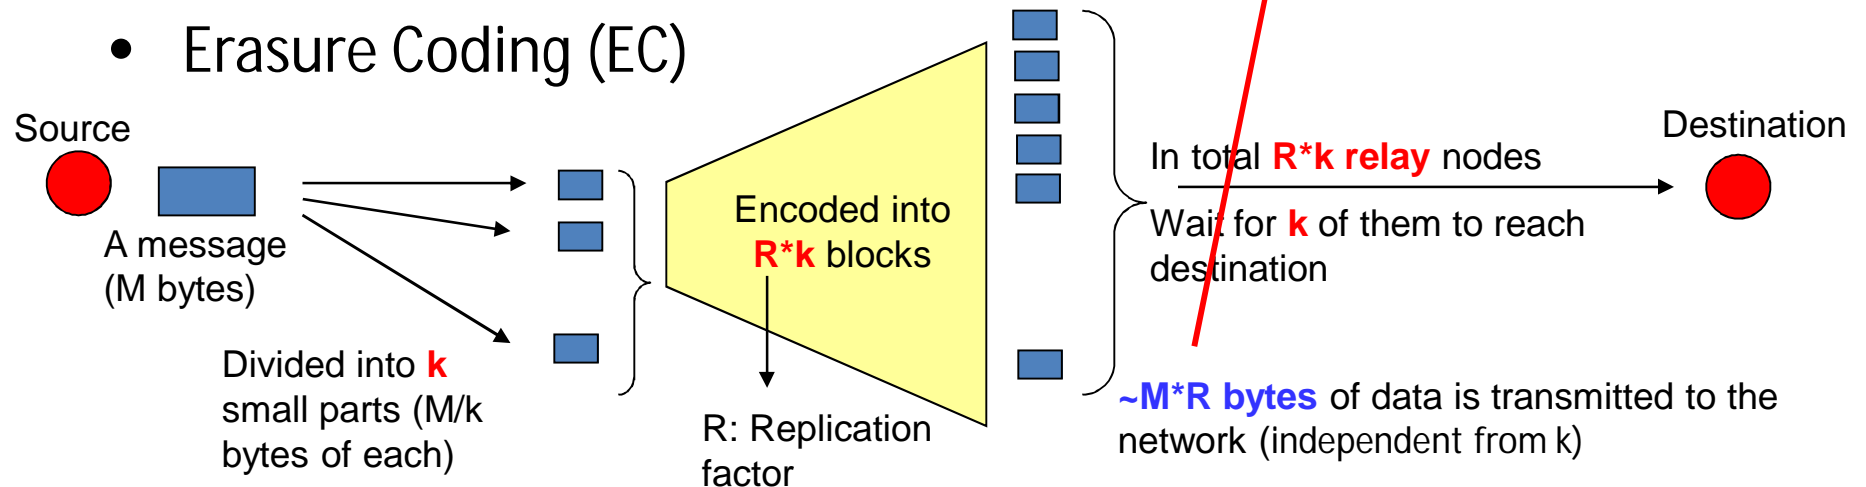 • Erasure Coding (EC)
Source
A message
(M bytes)
Divided into k
small parts (M/k
bytes of each)
Encoded into
R*k blocks
R: Replication
factor
In total R*k relay nodes
Wait for k of them to reach
destination
Destination
~M*R bytes of data is transmitted to the
network (independent from k)